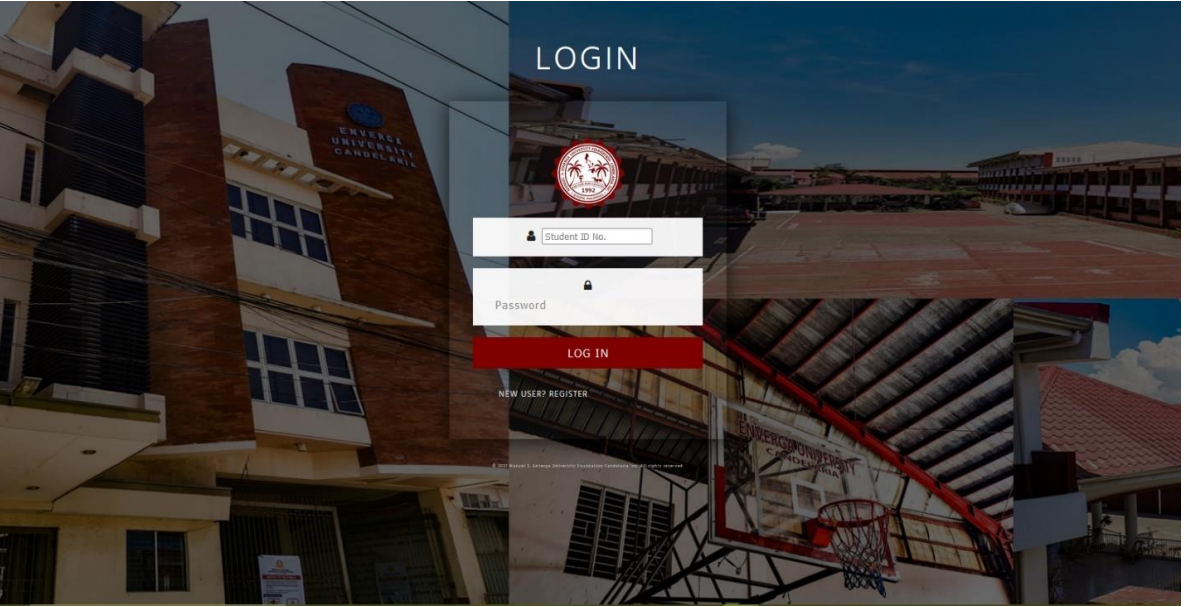 LOGIN
ENVERGA
UNIVERSITY
CANDELARIA
1992
Student ID No.
Password
LOG IN
NEW USER? REGISTER
ENVERGA UNIVERSITY
CANDELARIA
Manuel S. Enverga University Foundation Candelaria Inc. All rights reserved